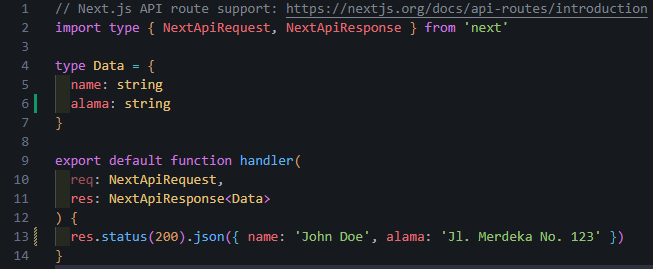 1 // Next.js API route support: https://nextjs.org/docs/api-routes/introduction
2 import type { NextApiRequest, NextApiResponse } from 'next'
3
4 type Data = {
5   name: string
6   alama: string
7 }
8
9 export default function handler(
10   req: NextApiRequest,
11   res: NextApiResponse<Data>
12 ) {
13   res.status(200).json({ name: 'John Doe', alama: 'Jl. Merdeka No. 123' })
14 }